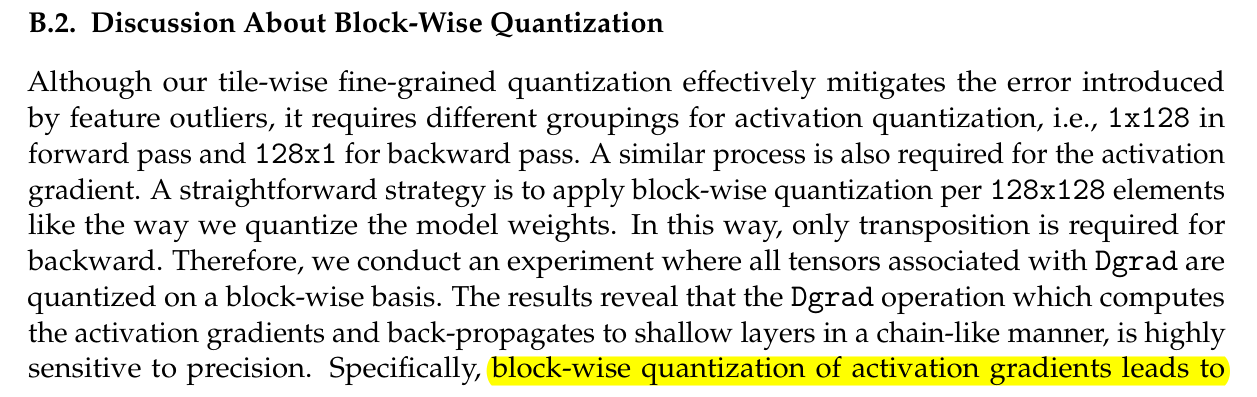 B.2. Discussion About Block-Wise Quantization
Although our tile-wise fine-grained quantization effectively mitigates the error introduced
by feature outliers, it requires different groupings for activation quantization, i.e., 1x128 in
forward pass and 128x1 for backward pass. A similar process is also required for the activation
gradient. A straightforward strategy is to apply block-wise quantization per 128x128 elements
like the way we quantize the model weights. In this way, only transposition is required for
backward. Therefore, we conduct an experiment where all tensors associated with Dgrad are
quantized on a block-wise basis. The results reveal that the Dgrad operation which computes
the activation gradients and back-propagates to shallow layers in a chain-like manner, is highly
sensitive to precision. Specifically, block-wise quantization of activation gradients leads to